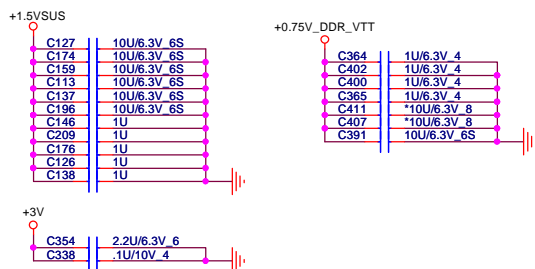 +1.5VSUS
C127 10U/6.3V_6S
C174 10U/6.3V_6S
C159 10U/6.3V_6S
C113 10U/6.3V_6S
C137 10U/6.3V_6S
C196 10U/6.3V_6S
C146 1U
C209 1U
C176 1U
C126 1U
C138 1U
+0.75V_DDR_VTT
C364 1U/6.3V_4
C402 1U/6.3V_4
C400 1U/6.3V_4
C365 1U/6.3V_4
C411 *10U/6.3V_8
C407 *10U/6.3V_8
C391 10U/6.3V_6S
+3V
C354 2.2U/6.3V_6
C338 .1U/10V_4